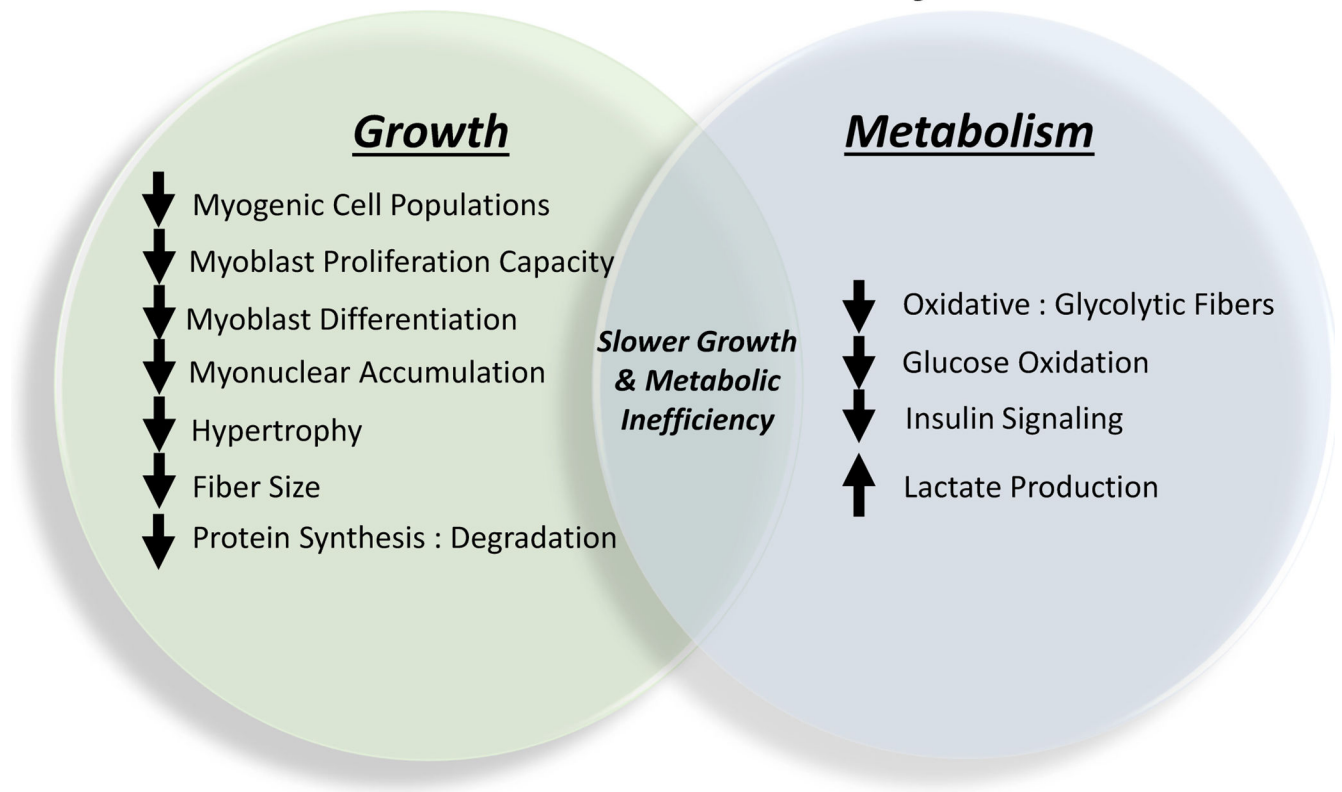 Growth
Myogenic Cell Populations
Myoblast Proliferation Capacity
Myoblast Differentiation
Myonuclear Accumulation
Hypertrophy
Fiber Size
Protein Synthesis : Degradation
Slower Growth
& Metabolic
Inefficiency
Metabolism
Oxidative : Glycolytic Fibers
Glucose Oxidation
Insulin Signaling
Lactate Production